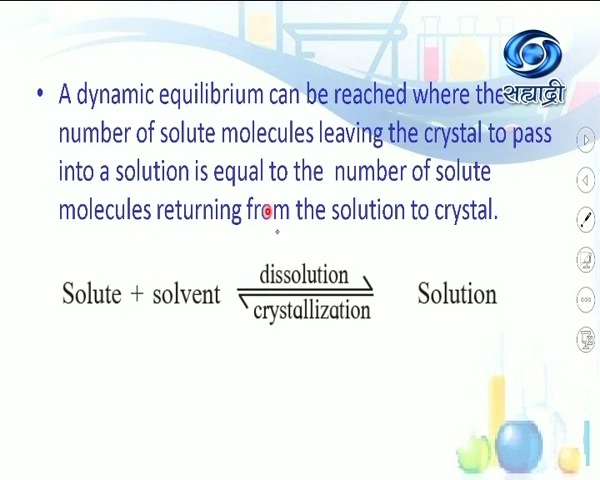 सह्याद्री
• A dynamic equilibrium can be reached where the
number of solute molecules leaving the crystal to pass
into a solution is equal to the number of solute
molecules returning from the solution to crystal.
dissolution
Solute + solvent ⇌ Solution
crystallization